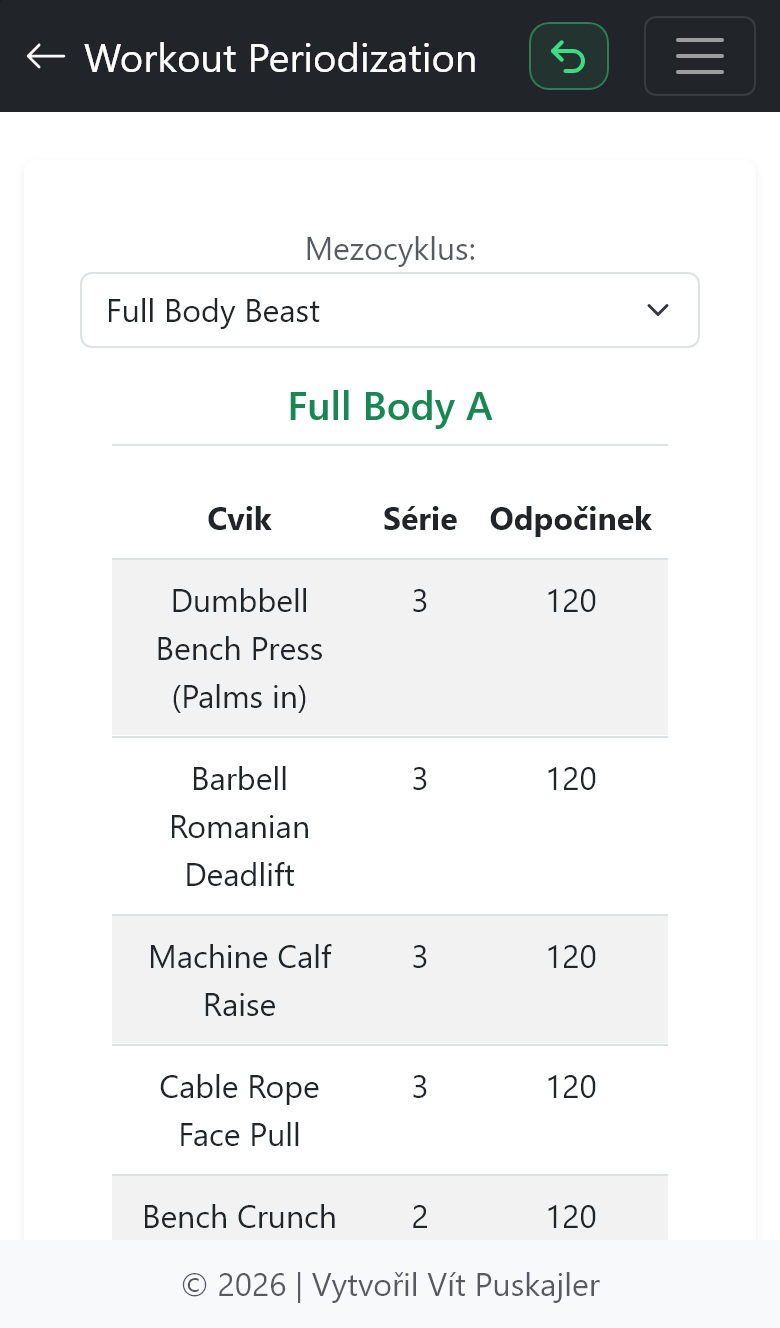 Workout Periodization
Mezocyklus:
Full Body Beast
Full Body A
Cvik Série Odpočinek
Dumbbell 3 120
Bench Press
(Palms in)
Barbell 3 120
Romanian
Deadlift
Machine Calf 3 120
Raise
Cable Rope 3 120
Face Pull
Bench Crunch 2 120
© 2026 | Vytvořil Vít Puskajler